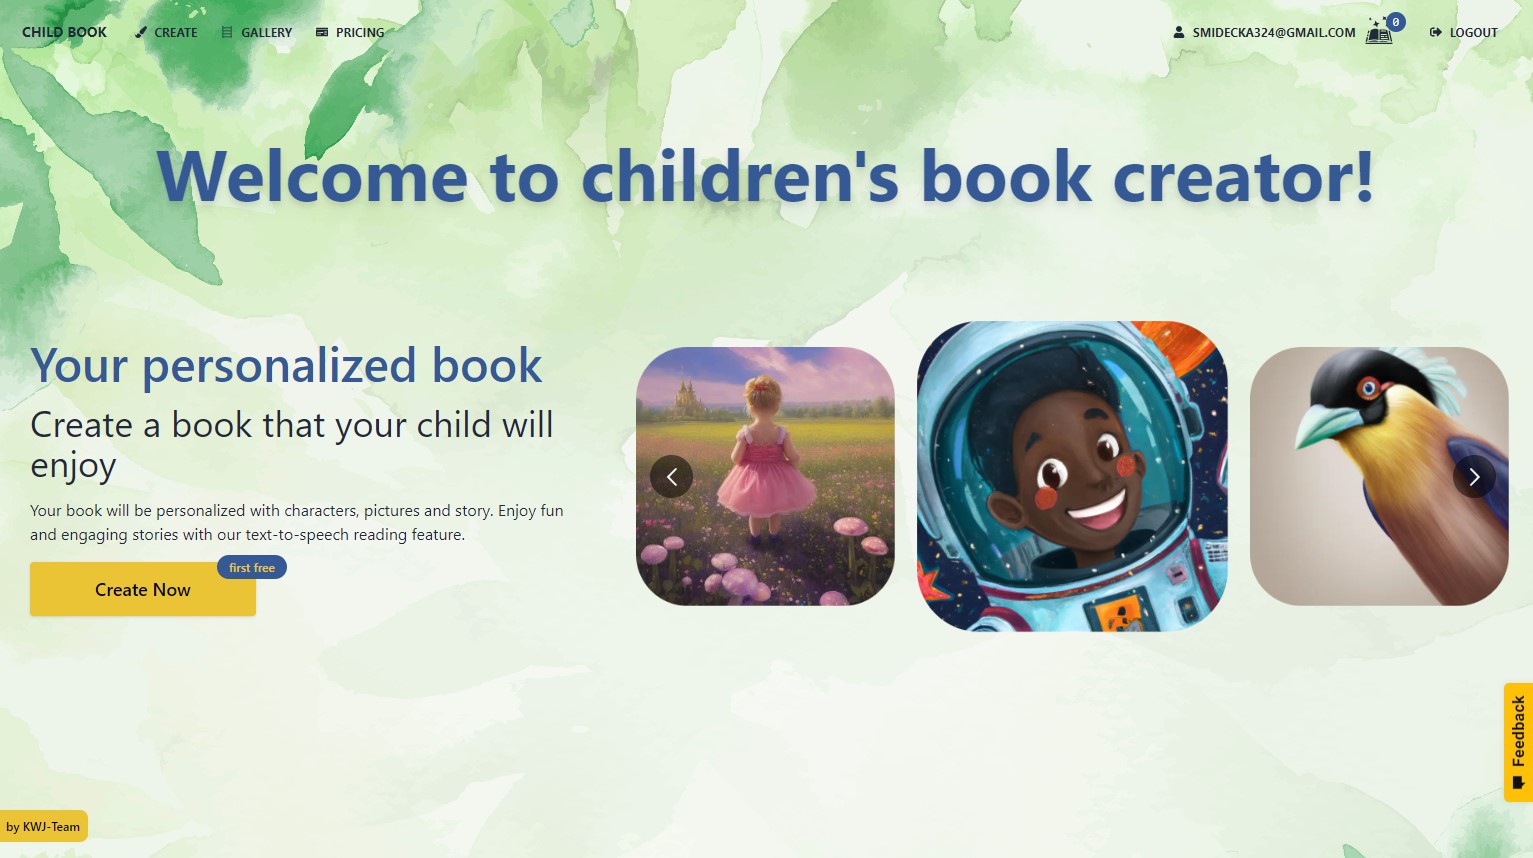 CHILD BOOK CREATE GALLERY PRICING SMIDECKA324@GMAIL.COM 0 LOGOUT
Welcome to children's book creator!
Your personalized book
Create a book that your child will
enjoy
Your book will be personalized with characters, pictures and story. Enjoy fun
and engaging stories with our text-to-speech reading feature.
first free
Create Now
Feedback
by KWJ-Team